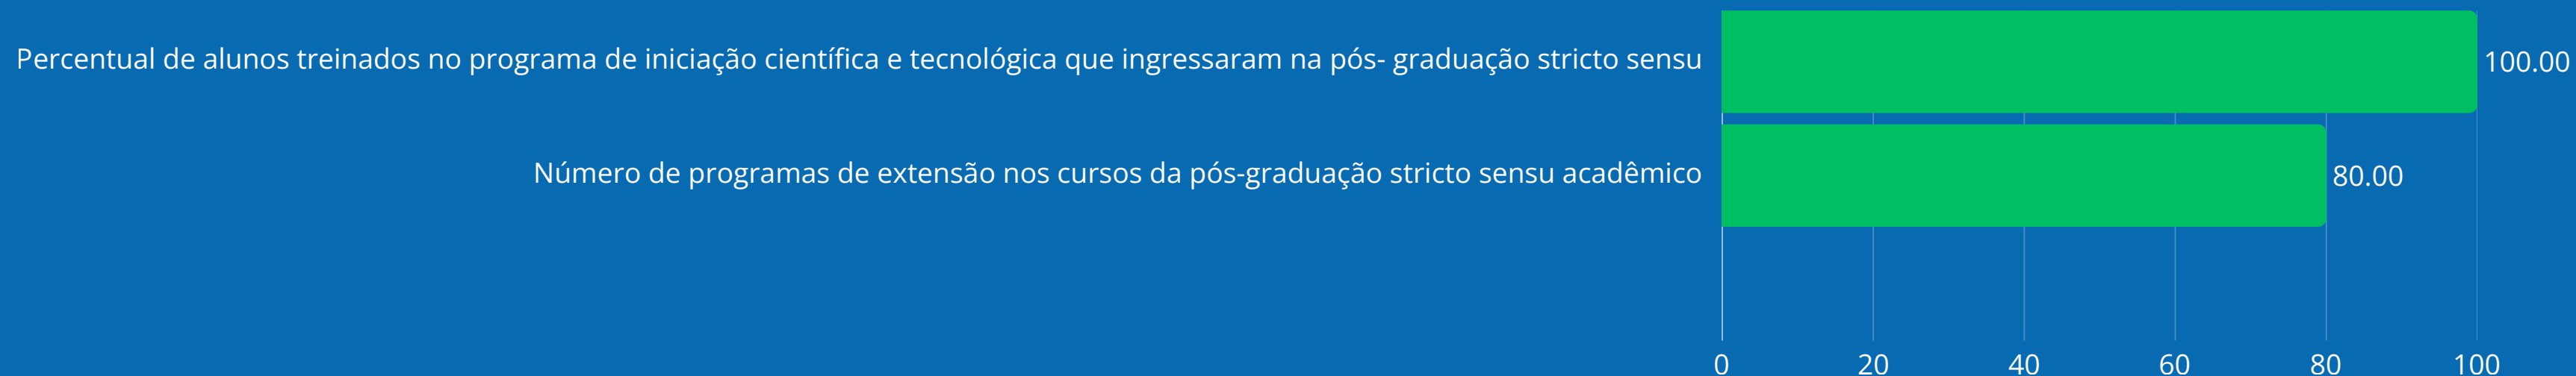 Percentual de alunos treinados no programa de iniciação científica e tecnológica que ingressaram na pós- graduação stricto sensu 100.00
Número de programas de extensão nos cursos da pós-graduação stricto sensu acadêmico 80.00
0 20 40 60 80 100